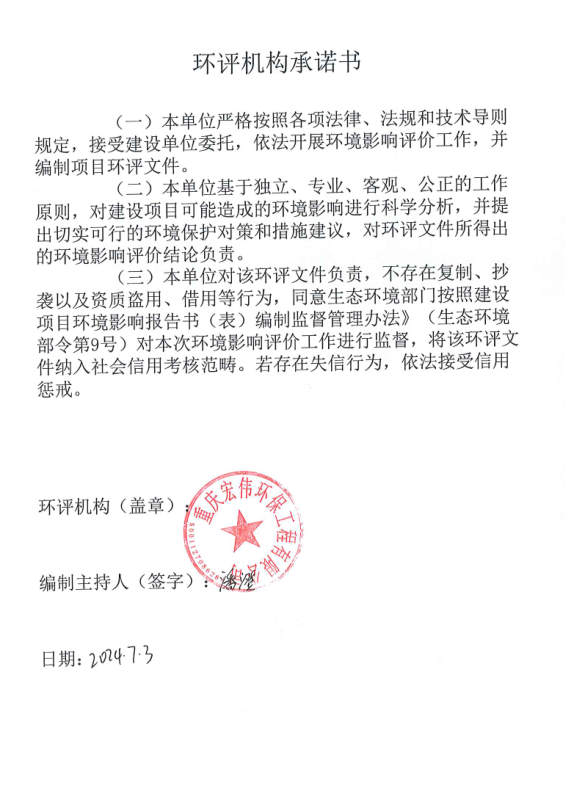 环评机构承诺书
（一）本单位严格按照各项法律、法规和技术导则
规定，接受建设单位委托，依法开展环境影响评价工作，并
编制项目环评文件。
（二）本单位基于独立、专业、客观、公正的工作
原则，对建设项目可能造成的环境影响进行科学分析，并提
出切实可行的环境保护对策和措施建议，对环评文件所得出
的环境影响评价结论负责。
（三）本单位对该环评文件负责，不存在复制、抄
袭以及资质盗用、借用等行为，同意生态环境部门按照建设
项目环境影响报告书（表）编制监督管理办法》（生态环境
部令第9号）对本次环境影响评价工作进行监督，将该环评文
件纳入社会信用考核范畴。若存在失信行为，依法接受信用
惩戒。
环评机构（盖章）：
重庆宏伟环保工程有限公司
编制主持人（签字）：
日期：2024.7.3